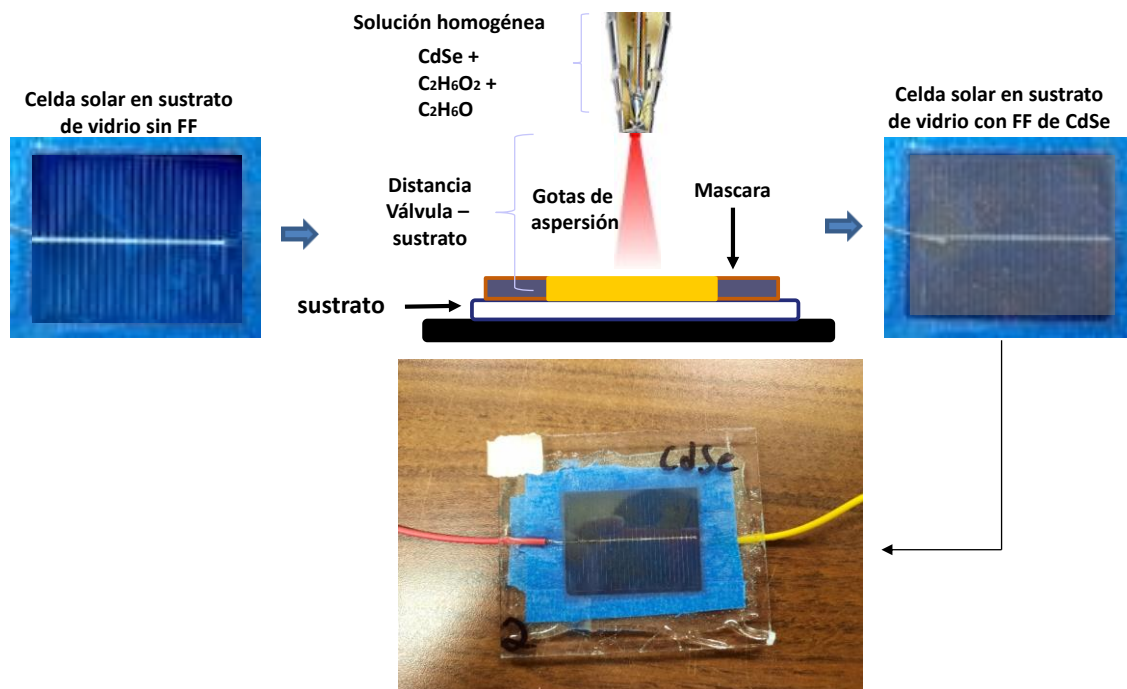 Solución homogénea
CdSe +
C2H6O2 +
C2H6O
Celda solar en sustrato
de vidrio sin FF
Distancia
Válvula –
sustrato
Gotas de
aspersión
Mascara
sustrato
Celda solar en sustrato
de vidrio con FF de CdSe
CdSe
2